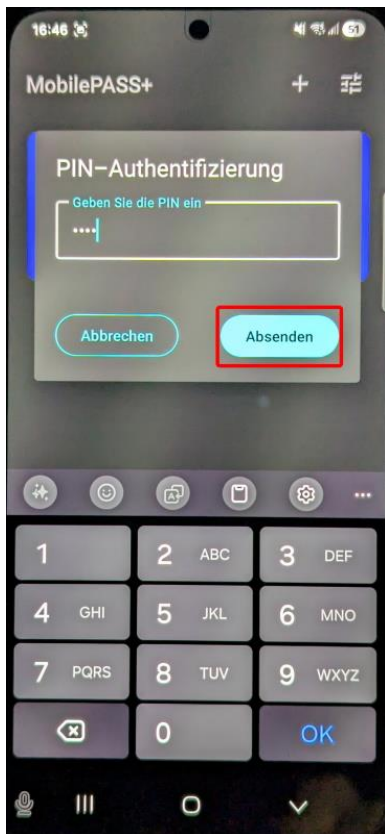 16:46 51
MobilePASS+
PIN-Authentifizierung
Geben Sie die PIN ein
••••
Abbrechen Absenden
1 2 ABC 3 DEF
4 GHI 5 JKL 6 MNO
7 PQRS 8 TUV 9 WXYZ
0 OK